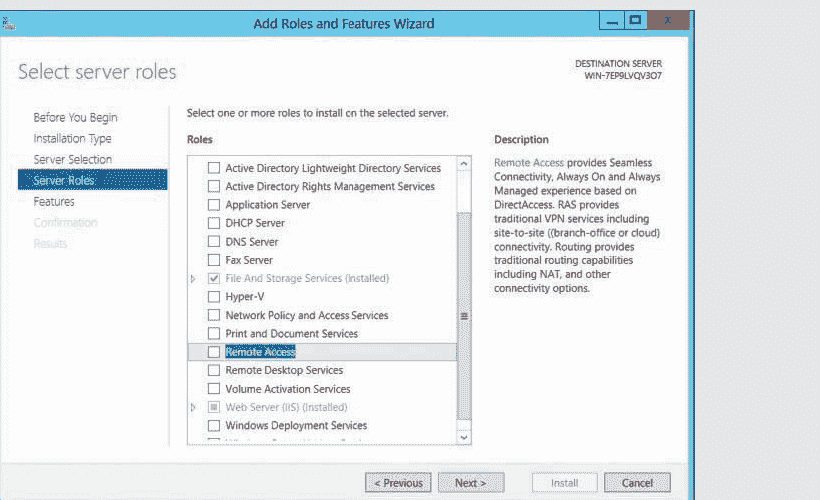 Add Roles and Features Wizard
x
Select server roles
DESTINATION SERVER
WIN-7EP9LVQV3O7
Before You Begin
Installation Type
Server Selection
Server Roles
Features
Confirmation
Results
Select one or more roles to install on the selected server.
Roles
Active Directory Lightweight Directory Services
Active Directory Rights Management Services
Application Server
DHCP Server
DNS Server
Fax Server
File And Storage Services (Installed)
Hyper-V
Network Policy and Access Services
Print and Document Services
Remote Access
Remote Desktop Services
Volume Activation Services
Web Server (IIS) (Installed)
Windows Deployment Services
Description
Remote Access provides Seamless
Connectivity, Always On and Always
Managed experience based on
DirectAccess. RAS provides
traditional VPN services including
site-to-site ((branch-office or cloud)
connectivity. Routing provides
traditional routing capabilities
including NAT, and other
connectivity options.
< Previous
Next >
Install
Cancel